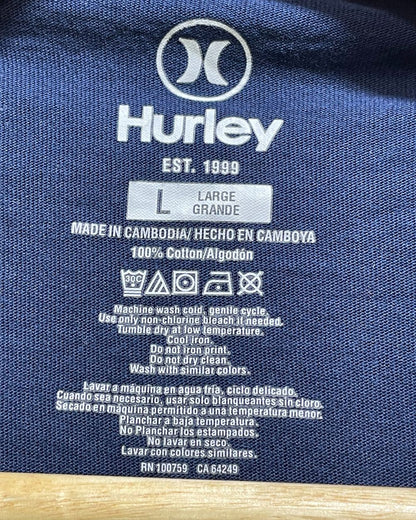 Hurley
EST. 1999
L LARGE
GRANDE
MADE IN CAMBODIA/ HECHO EN CAMBOYA
100% Cotton/Algodón
30C
Machine wash cold, gentle cycle.
Use only non-chlorine bleach if needed.
Tumble dry at low temperature.
Cool iron.
Do not iron print.
Do not dry clean.
Wash with similar colors.
Lavar a máquina en agua fría, ciclo delicado.
Cuando sea necesario, usar solo blanqueantes sin cloro.
Secado en máquina permitido a una temperatura menor.
Planchar a baja temperatura.
No Planchar los estampados.
No lavar en seco.
Lavar con colores similares.
RN 100759 CA 64249